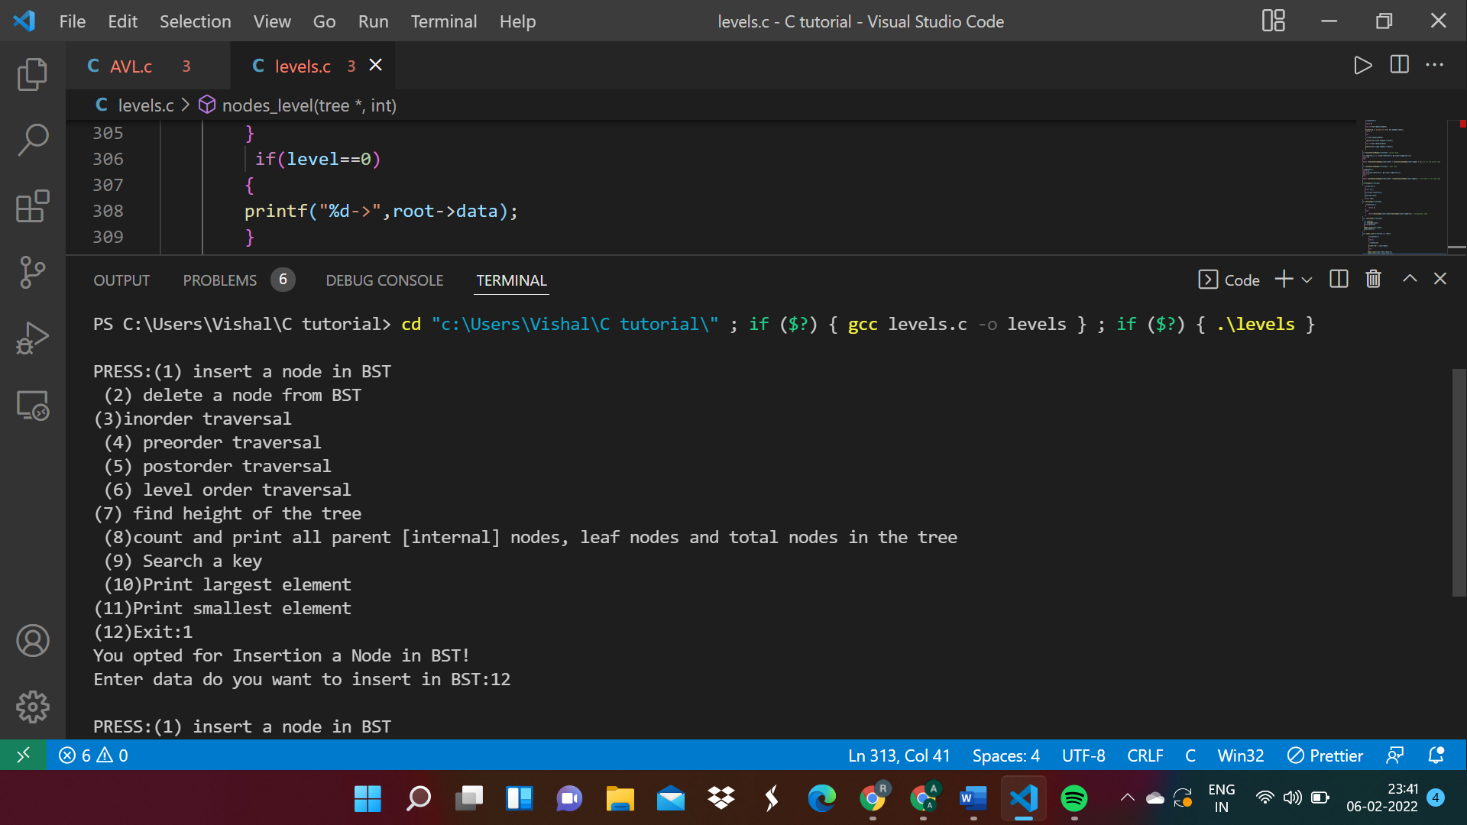 File Edit Selection View Go Run Terminal Help levels.c - C tutorial - Visual Studio Code
C AVL.c 3 C levels.c 3
C levels.c > nodes_level(tree *, int)
305 }
306 if(level==0)
307 {
308 printf("%d->",root->data);
309 }
OUTPUT PROBLEMS 6 DEBUG CONSOLE TERMINAL Code
PS C:\Users\Vishal\C tutorial> cd "c:\Users\Vishal\C tutorial\" ; if ($?) { gcc levels.c -o levels } ; if ($?) { .\levels }
PRESS:(1) insert a node in BST
(2) delete a node from BST
(3)inorder traversal
(4) preorder traversal
(5) postorder traversal
(6) level order traversal
(7) find height of the tree
(8)count and print all parent [internal] nodes, leaf nodes and total nodes in the tree
(9) Search a key
(10)Print largest element
(11)Print smallest element
(12)Exit:1
You opted for Insertion a Node in BST!
Enter data do you want to insert in BST:12
PRESS:(1) insert a node in BST
6 0 Ln 313, Col 41 Spaces: 4 UTF-8 CRLF C Win32 Prettier
R A A W ENG 23:41
IN 06-02-2022 4